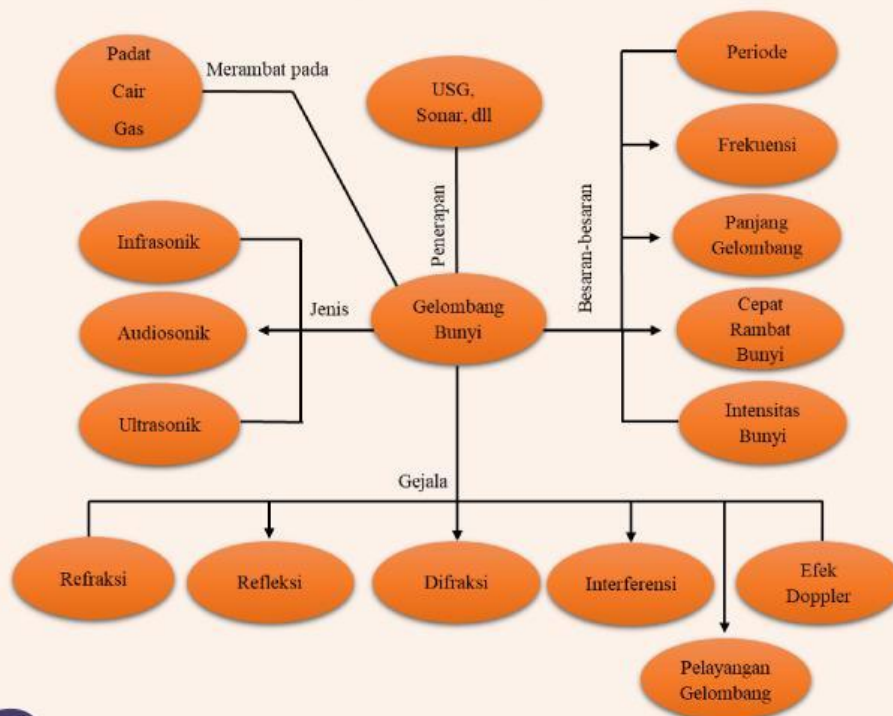 Padat
Cair
Gas
Merambat pada
USG,
Sonar, dll
Penerapan
Periode
Frekuensi
Panjang
Gelombang
Cepat
Rambat
Bunyi
Intensitas
Bunyi
Besaran-besaran
Infrasonik
Audiosonik
Ultrasonik
Jenis
Gelombang
Bunyi
Gejala
Refraksi
Refleksi
Difraksi
Interferensi
Efek
Doppler
Pelayangan
Gelombang